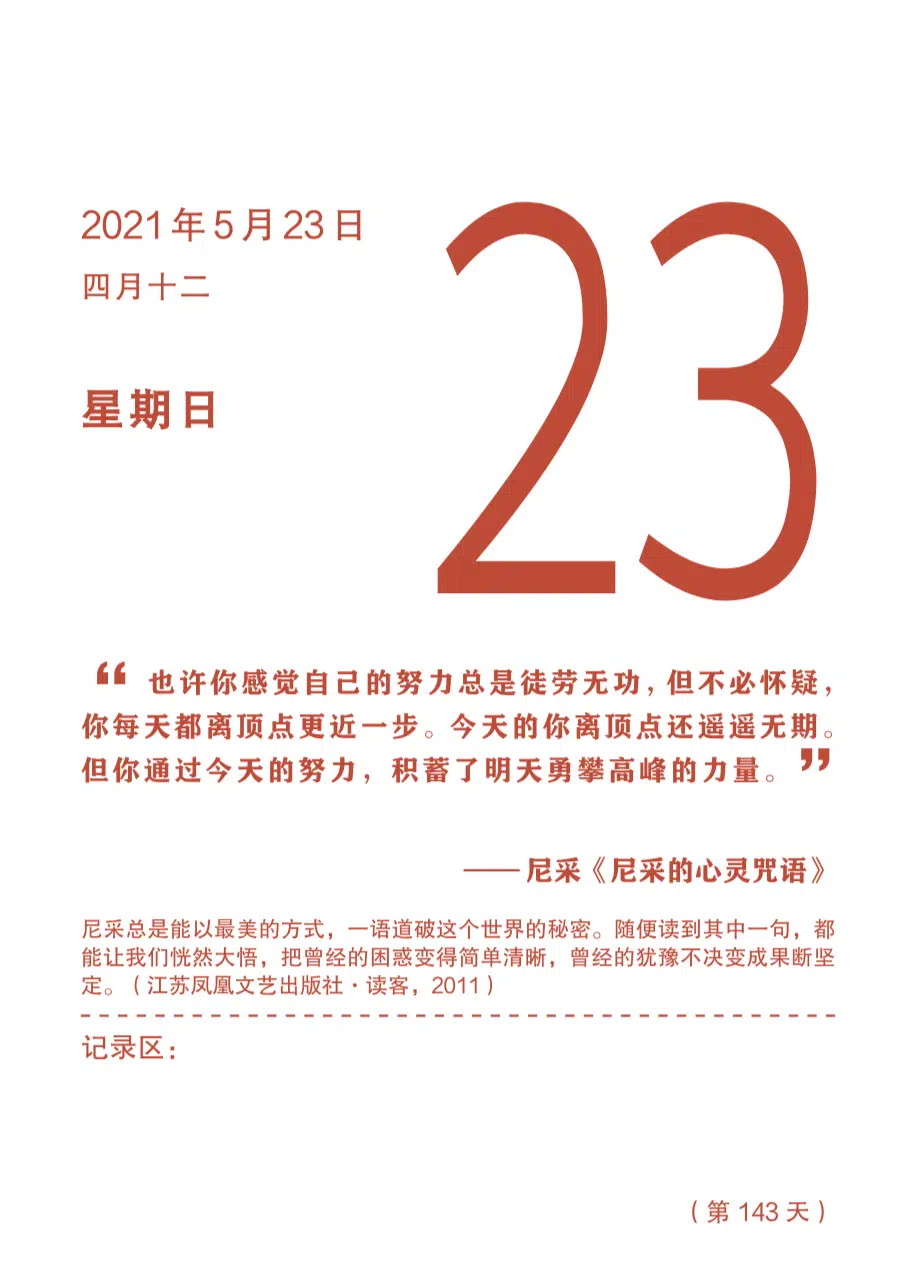 2021 年 5 月 23 日
四月十二
星期日
23
“也许你感觉自己的努力总是徒劳无功，但不必怀疑，
你每天都离顶点更近一步。今天的你离顶点还遥遥无期。
但你通过今天的努力，积蓄了明天勇攀高峰的力量。”
—— 尼采《尼采的心灵咒语》
尼采总是能以最美的方式，一语道破这个世界的秘密。随便读到其中一句，都
能让我们恍然大悟，把曾经的困惑变得简单清晰，曾经的犹豫不决变成果断坚
定。（江苏凤凰文艺出版社·读客，2011）
记录区：
（第 143 天）